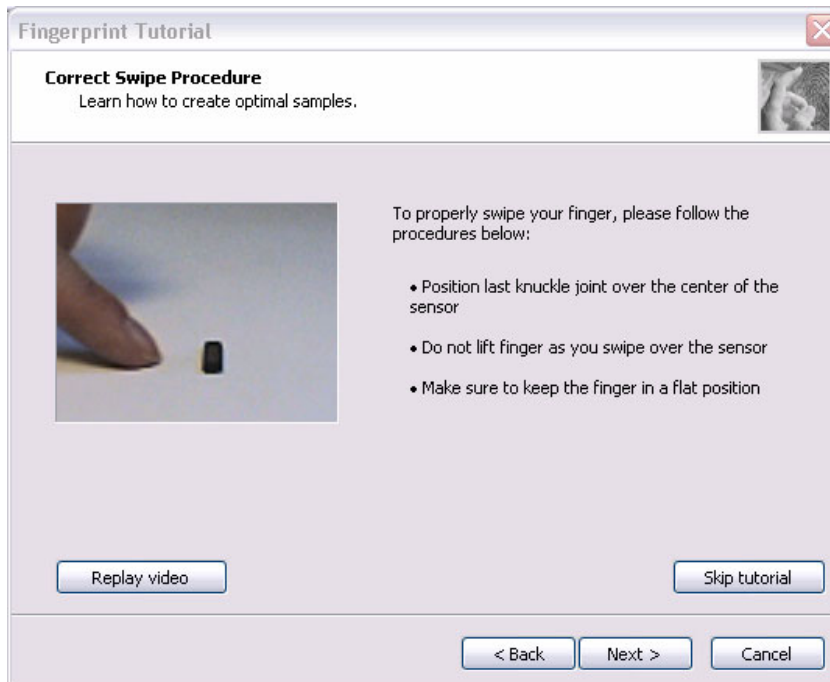 Fingerprint Tutorial
Correct Swipe Procedure
Learn how to create optimal samples.
To properly swipe your finger, please follow the
procedures below:
• Position last knuckle joint over the center of the
sensor
• Do not lift finger as you swipe over the sensor
• Make sure to keep the finger in a flat position
Replay video
Skip tutorial
< Back
Next >
Cancel